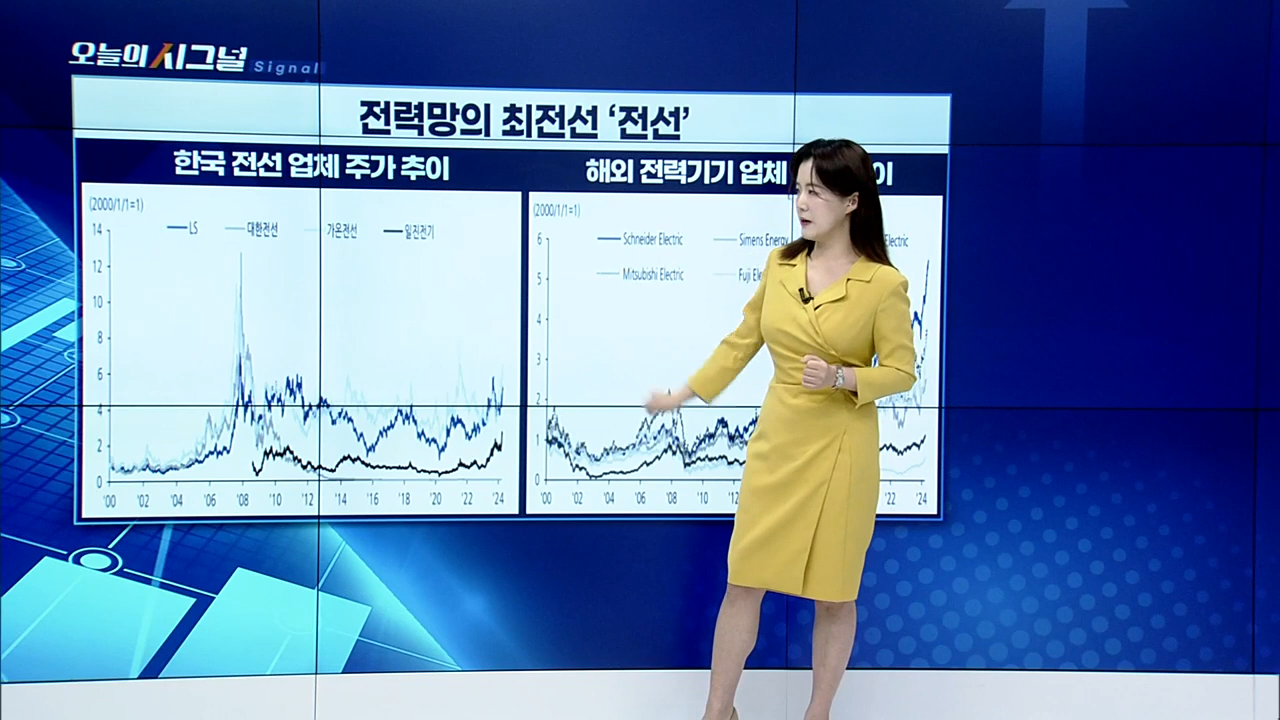 오늘의 시그널 Signal
전력망의 최전선 ‘전선’
한국 전선 업체 주가 추이
(2000/1/1=1)
LS 대한전선 가온전선 일진전기
14
12
10
8
6
4
2
0
'00 '02 '04 '06 '08 '10 '12 '14 '16 '18 '20 '22 '24
해외 전력기기 업체 이
(2000/1/1=1)
Schneider Electric Simens Energy Electric
Mitsubishi Electric Fuji
6
5
4
3
2
1
0
'00 '02 '04 '06 '08 '10 '12 '22 '24